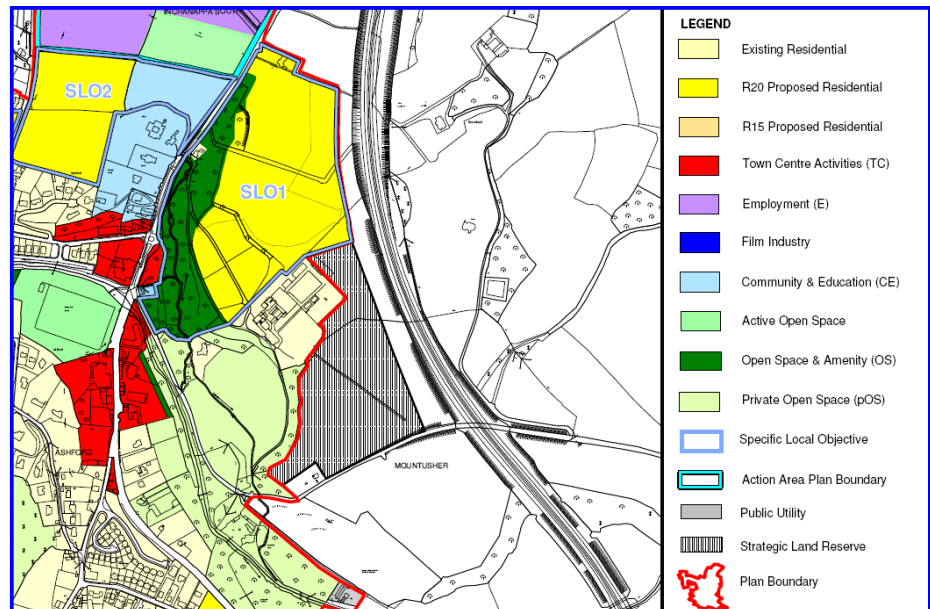 INCHANAPPA SOUTH
SLO2
SLO1
ASHFORD
MOUNTUSHER
LEGEND
Existing Residential
R20 Proposed Residential
R15 Proposed Residential
Town Centre Activities (TC)
Employment (E)
Film Industry
Community & Education (CE)
Active Open Space
Open Space & Amenity (OS)
Private Open Space (pOS)
Specific Local Objective
Action Area Plan Boundary
Public Utility
Strategic Land Reserve
Plan Boundary